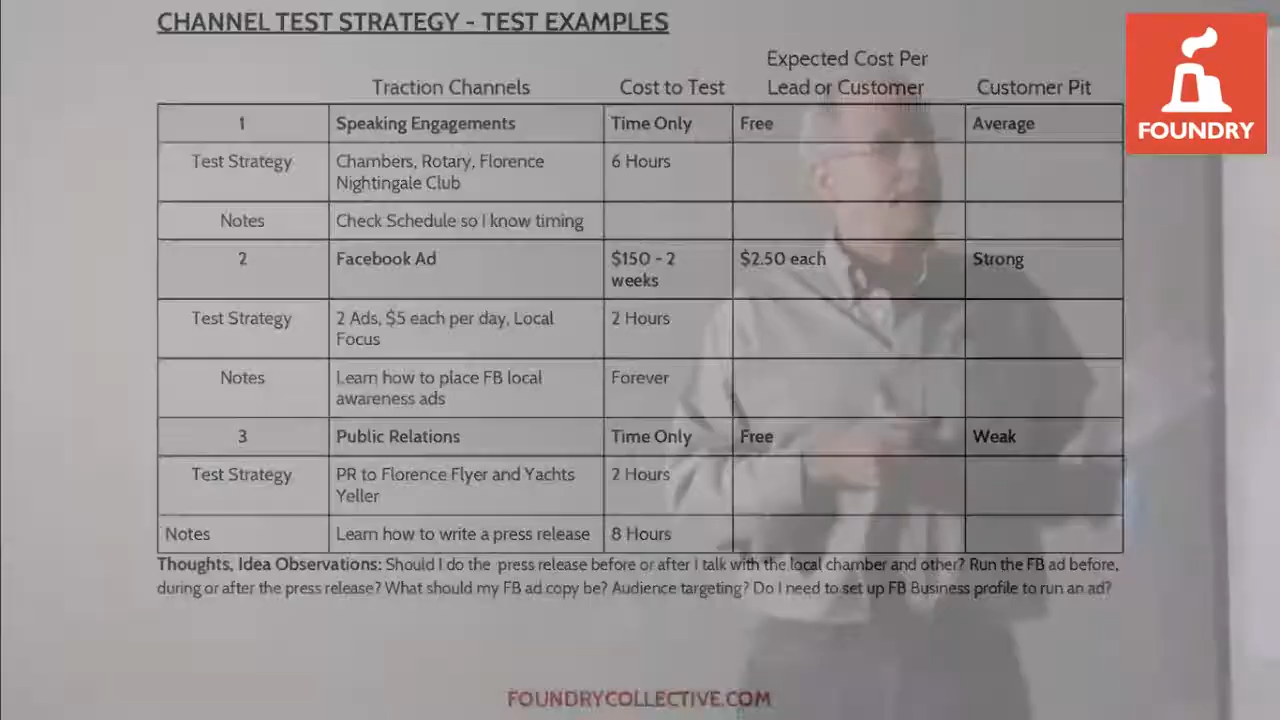 CHANNEL TEST STRATEGY - TEST EXAMPLES
Expected Cost Per
Traction Channels Cost to Test Lead or Customer Customer Pit
1 Speaking Engagements Time Only Free Average
Test Strategy Chambers, Rotary, Florence 6 Hours
Nightingale Club
Notes Check Schedule so I know timing
2 Facebook Ad $150 - 2 $2.50 each Strong
weeks
Test Strategy 2 Ads, $5 each per day, Local 2 Hours
Focus
Notes Learn how to place FB local Forever
awareness ads
3 Public Relations Time Only Free Weak
Test Strategy PR to Florence Flyer and Yachts 2 Hours
Yeller
Notes Learn how to write a press release 8 Hours
Thoughts, Idea Observations: Should I do the press release before or after I talk with the local chamber and other? Run the FB ad before,
during or after the press release? What should my FB ad copy be? Audience targeting? Do I need to set up FB Business profile to run an ad?
FOUNDRYCOLLECTIVE.COM
FOUNDRY